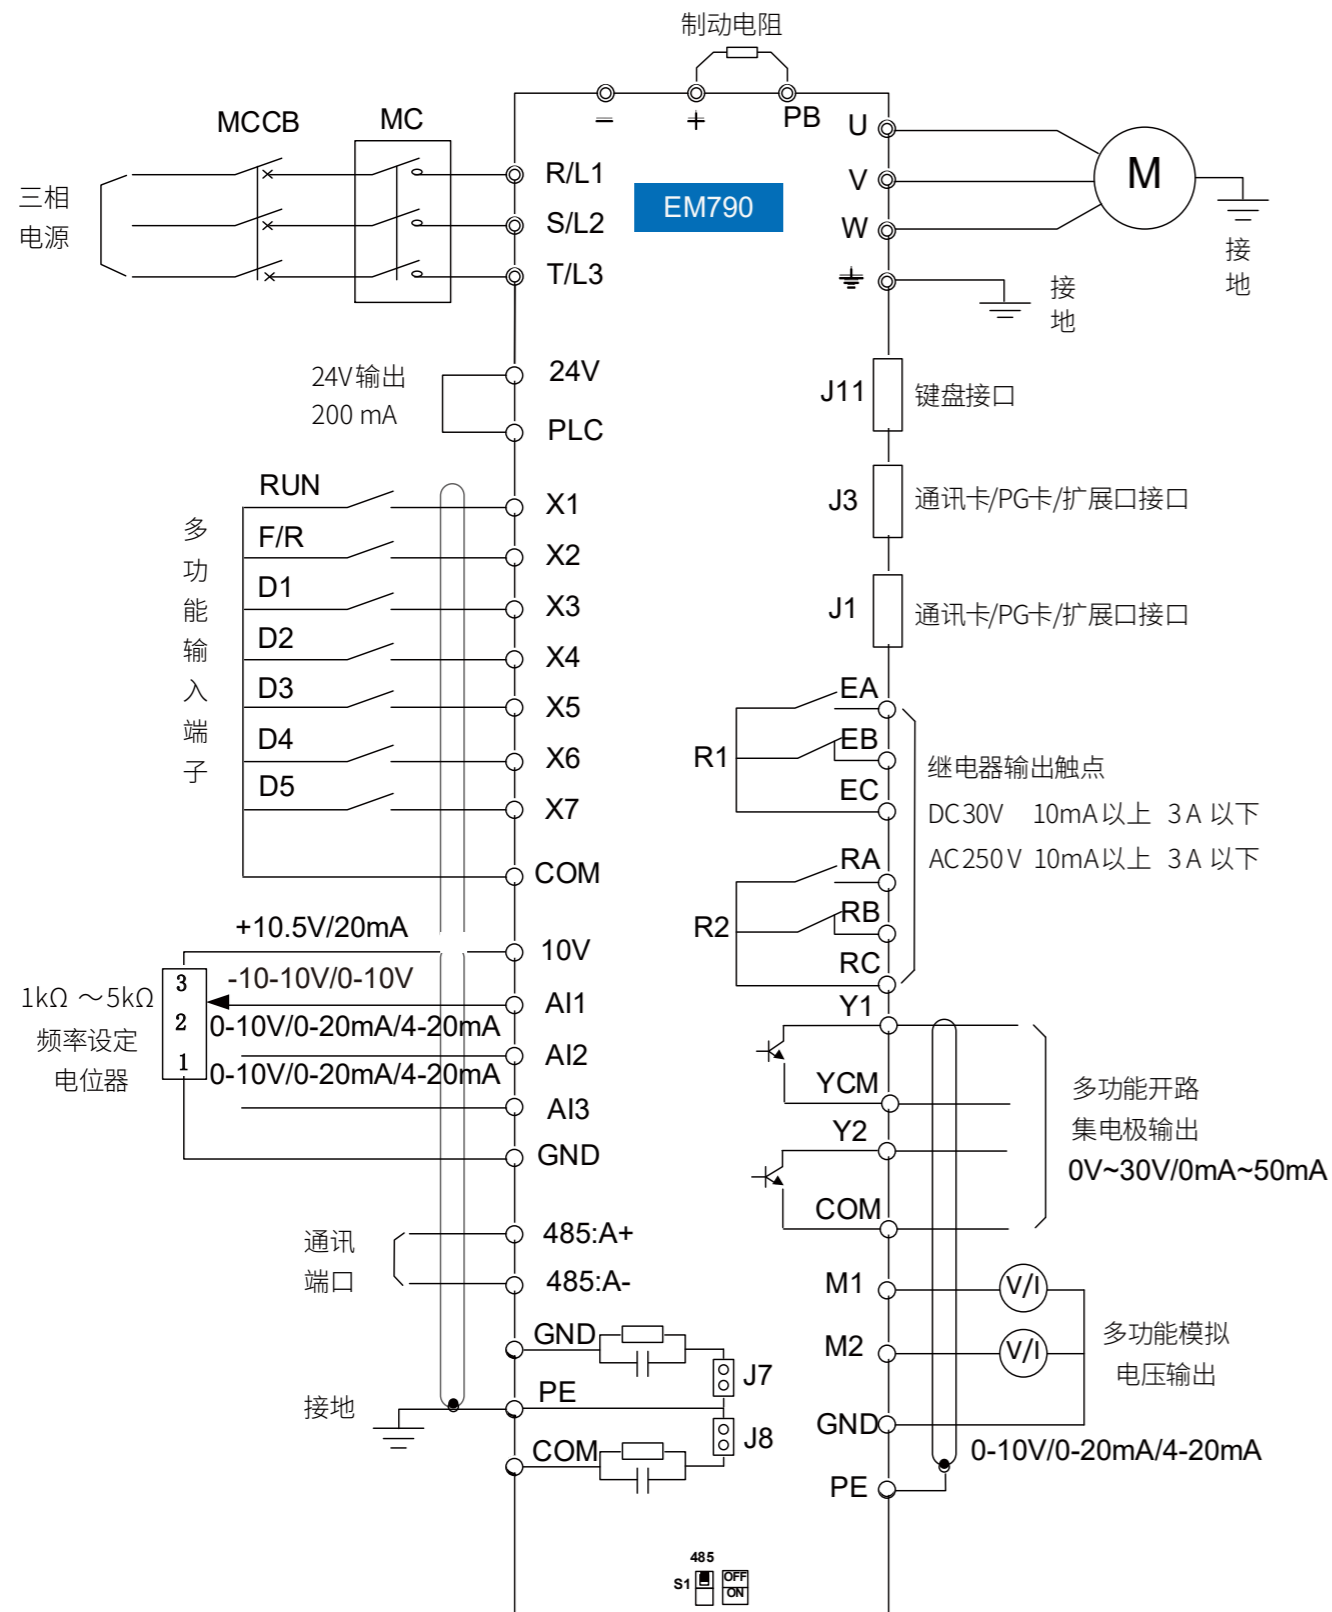 制动电阻
MCCB
MC
−
+
PB
U
V
W
M
R/L1
S/L2
T/L3
EM790
三相
电源
接
地
接
地
24V输出
200 mA
24V
PLC
J11
键盘接口
J3
通讯卡/PG卡/扩展口接口
J1
通讯卡/PG卡/扩展口接口
多
功
能
输
入
端
子
RUN
F/R
D1
D2
D3
D4
D5
X1
X2
X3
X4
X5
X6
X7
COM
EA
EB
EC
R1
RA
RB
RC
R2
继电器输出触点
DC30V 10mA以上 3A 以下
AC250V 10mA以上 3A 以下
+10.5V/20mA
-10-10V/0-10V
0-10V/0-20mA/4-20mA
0-10V/0-20mA/4-20mA
1kΩ ～5kΩ
频率设定
电位器
3
2
1
10V
AI1
AI2
AI3
GND
Y1
YCM
Y2
COM
多功能开路
集电极输出
0V~30V/0mA~50mA
通讯
端口
485:A+
485:A-
M1
M2
V/I
V/I
多功能模拟
电压输出
GND
PE
0-10V/0-20mA/4-20mA
GND
PE
COM
J7
J8
接地
485
S1
OFF
ON